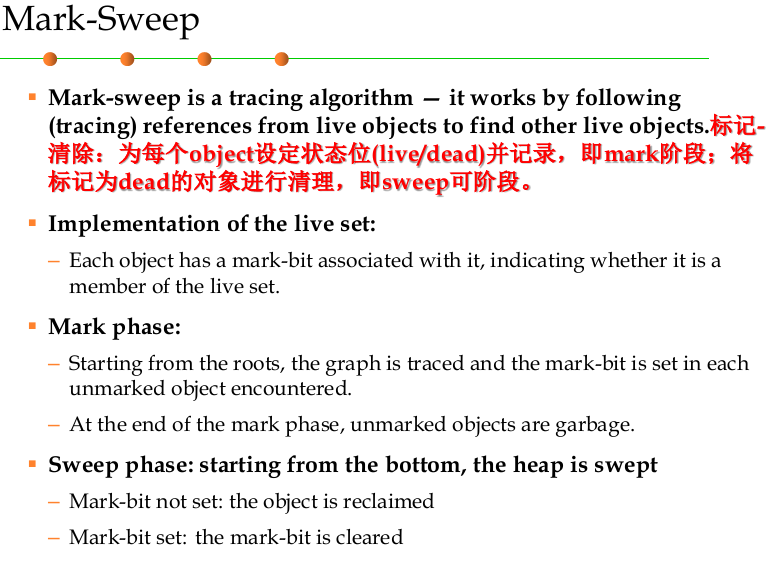 Mark-Sweep
▪ Mark-sweep is a tracing algorithm — it works by following
(tracing) references from live objects to find other live objects.标记-
清除：为每个object设定状态位(live/dead)并记录，即mark阶段；将
标记为dead的对象进行清理，即sweep可阶段。
▪ Implementation of the live set:
– Each object has a mark-bit associated with it, indicating whether it is a
member of the live set.
▪ Mark phase:
– Starting from the roots, the graph is traced and the mark-bit is set in each
unmarked object encountered.
– At the end of the mark phase, unmarked objects are garbage.
▪ Sweep phase: starting from the bottom, the heap is swept
– Mark-bit not set: the object is reclaimed
– Mark-bit set: the mark-bit is cleared